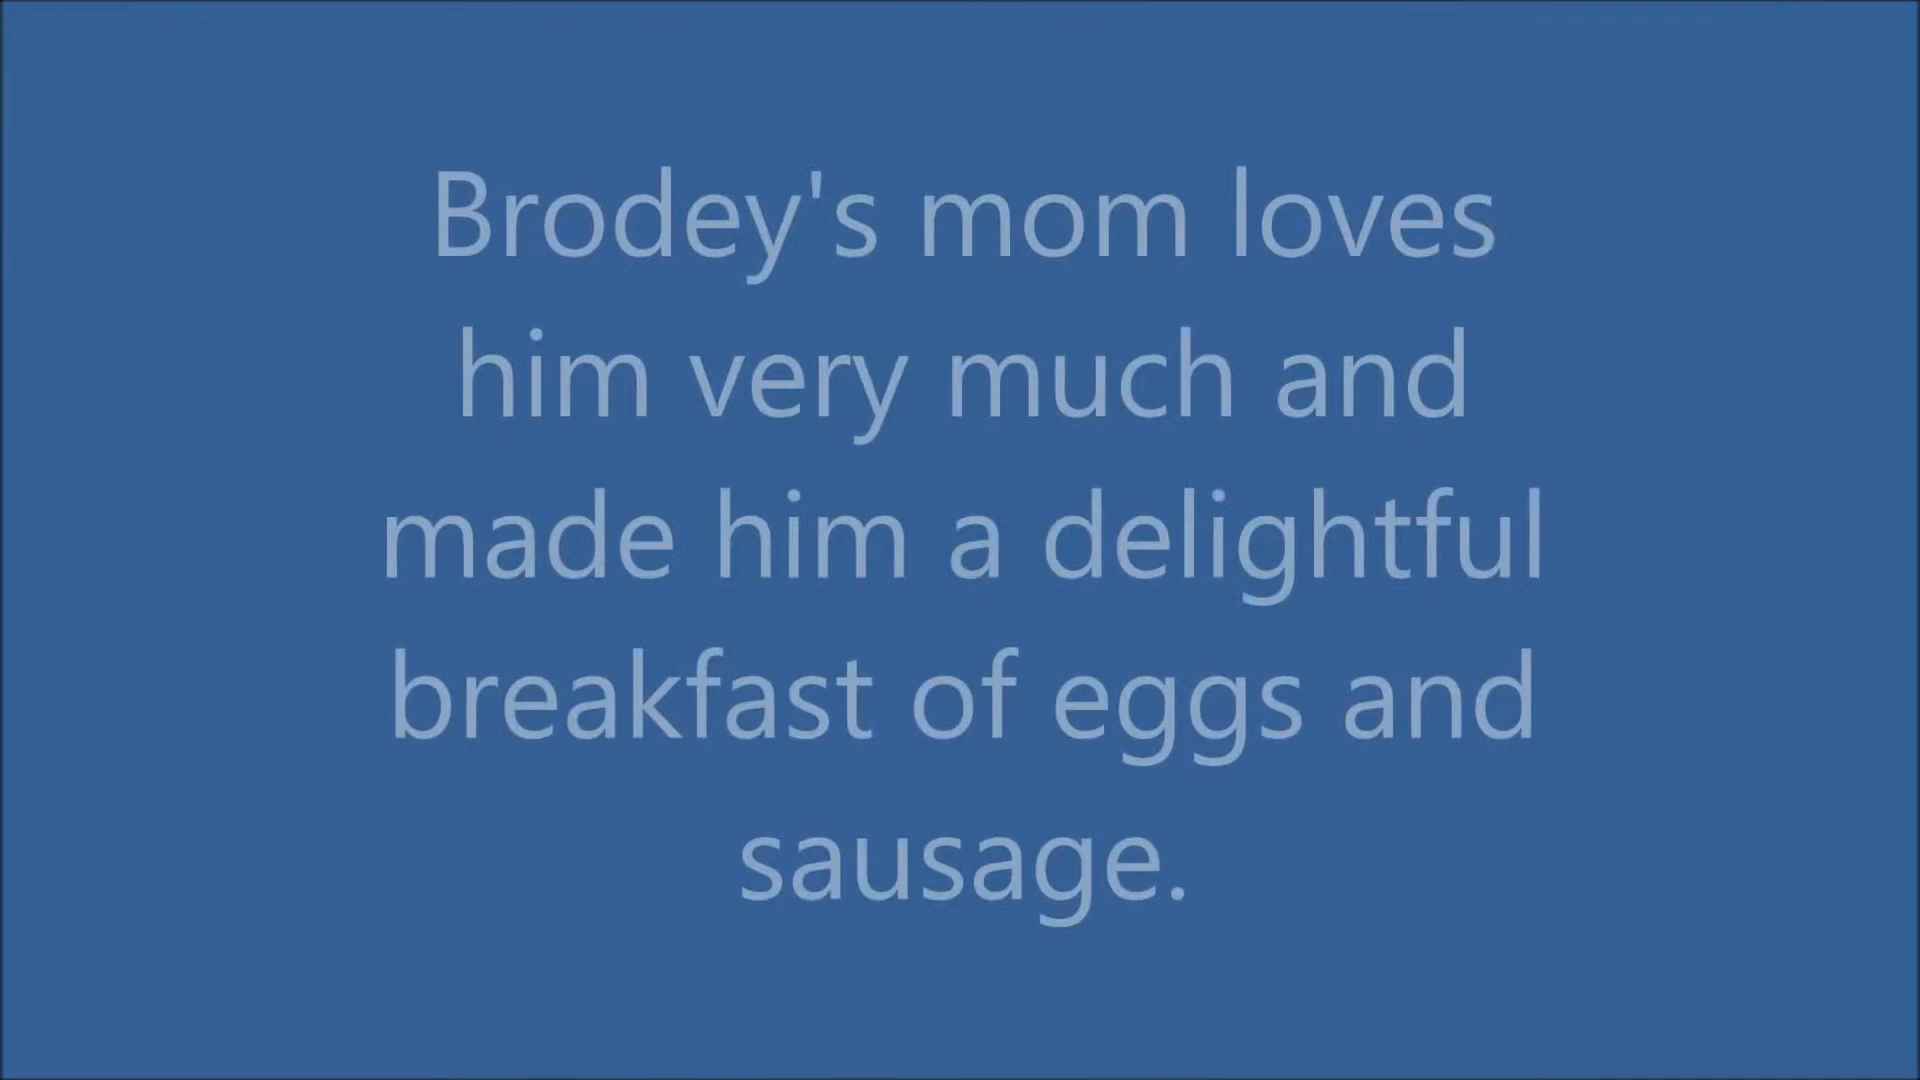 Brodey's mom loves
him very much and
made him a delightful
breakfast of eggs and
sausage.